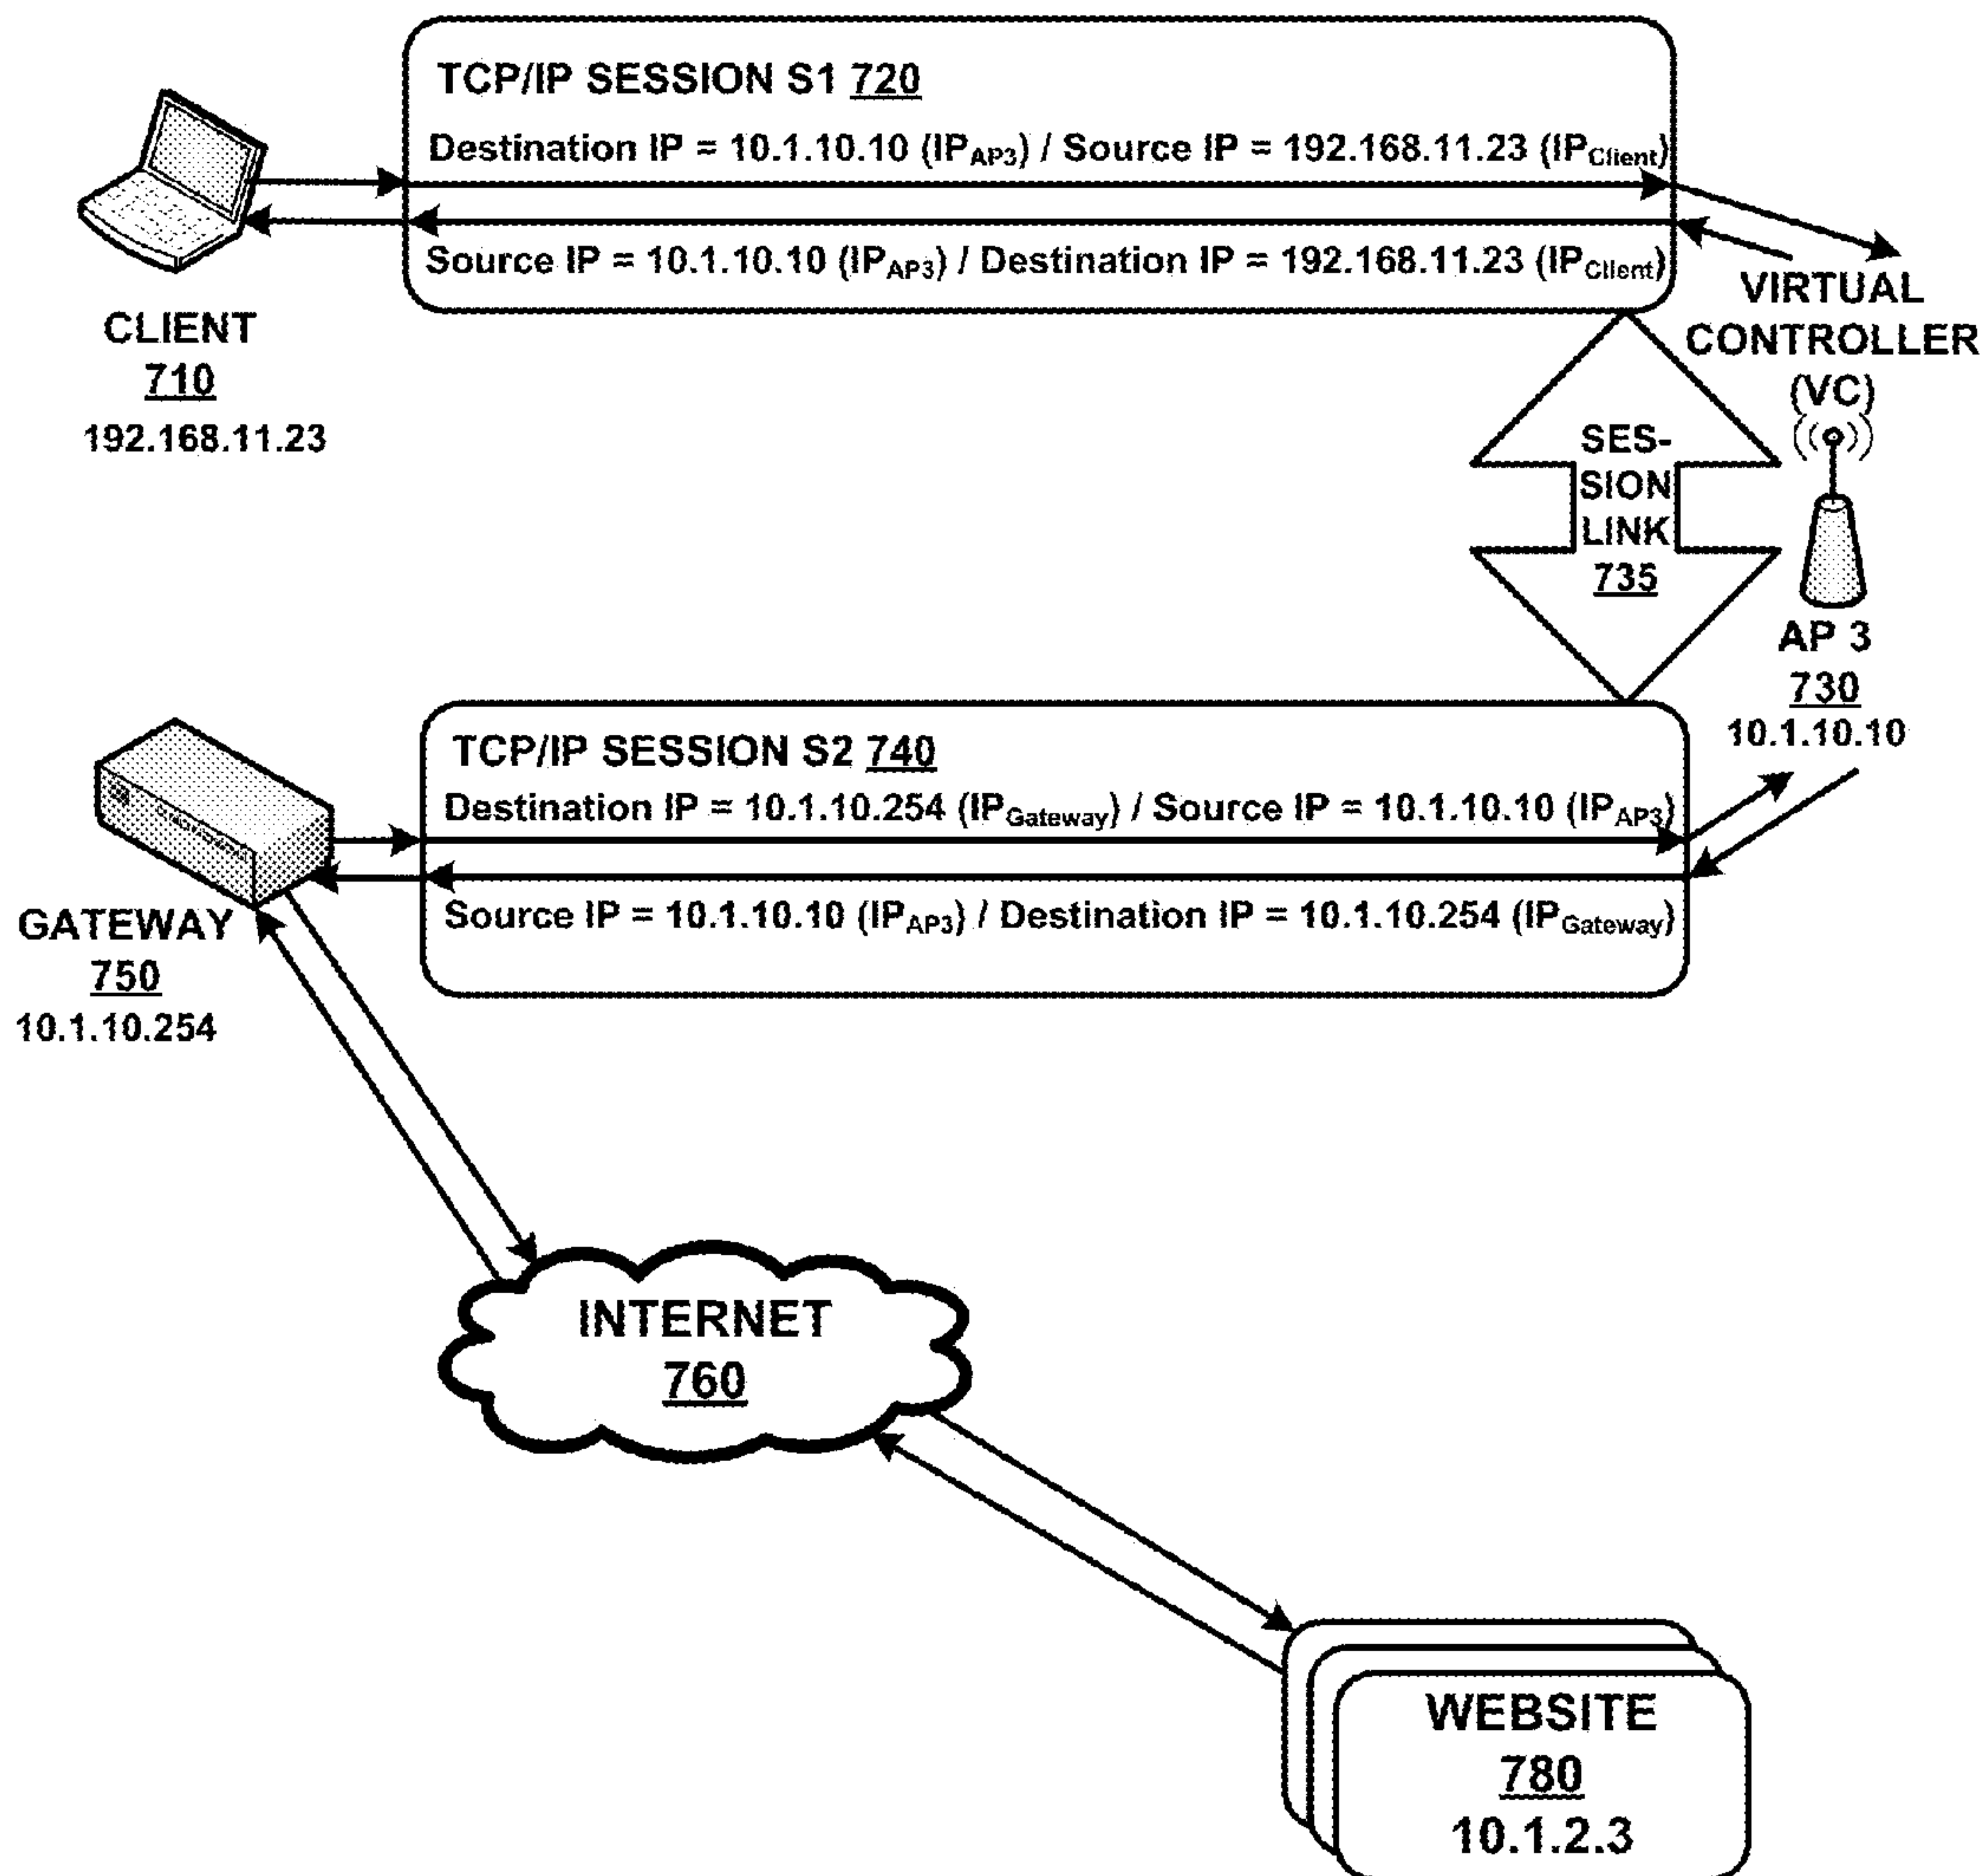 TCP/IP SESSION S1 720
Destination IP = 10.1.10.10 (IPAP3) / Source IP = 192.168.11.23 (IPClient)
Source IP = 10.1.10.10 (IPAP3) / Destination IP = 192.168.11.23 (IPClient)
CLIENT
710
192.168.11.23
VIRTUAL
CONTROLLER
(VC)
SES-
SION
LINK
735
AP 3
730
10.1.10.10
TCP/IP SESSION S2 740
Destination IP = 10.1.10.254 (IPGateway) / Source IP = 10.1.10.10 (IPAP3)
Source IP = 10.1.10.10 (IPAP3) / Destination IP = 10.1.10.254 (IPGateway)
GATEWAY
750
10.1.10.254
INTERNET
760
WEBSITE
780
10.1.2.3